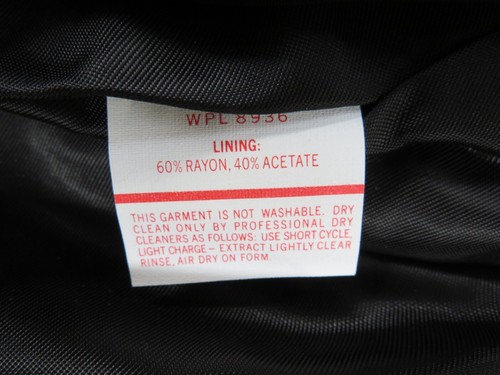 WPL 8936
LINING:
60% RAYON, 40% ACETATE
THIS GARMENT IS NOT WASHABLE. DRY
CLEAN ONLY BY PROFESSIONAL DRY
CLEANERS AS FOLLOWS: USE SHORT CYCLE,
LIGHT CHARGE – EXTRACT LIGHTLY CLEAR
RINSE, AIR DRY ON FORM.